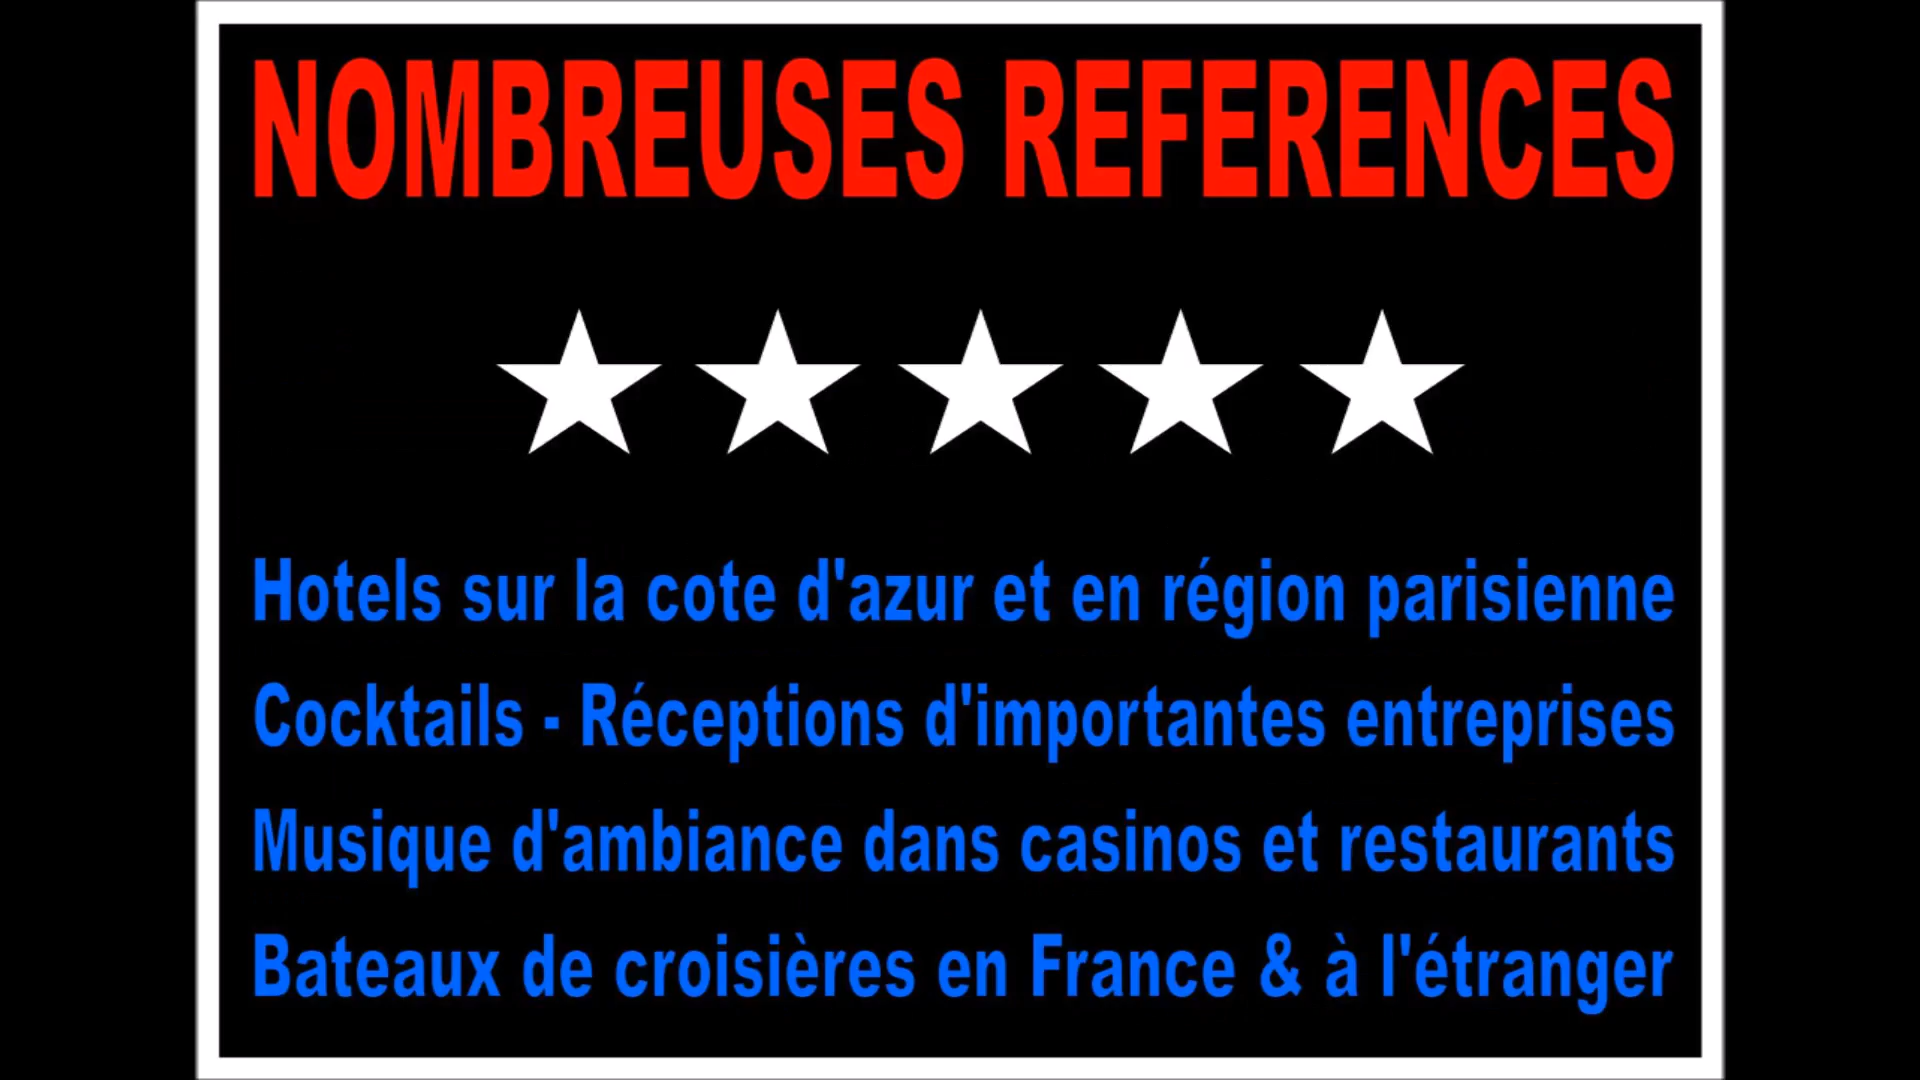 NOMBREUSES REFERENCES
Hotels sur la cote d'azur et en région parisienne
Cocktails - Réceptions d'importantes entreprises
Musique d'ambiance dans casinos et restaurants
Bateaux de croisières en France & à l'étranger